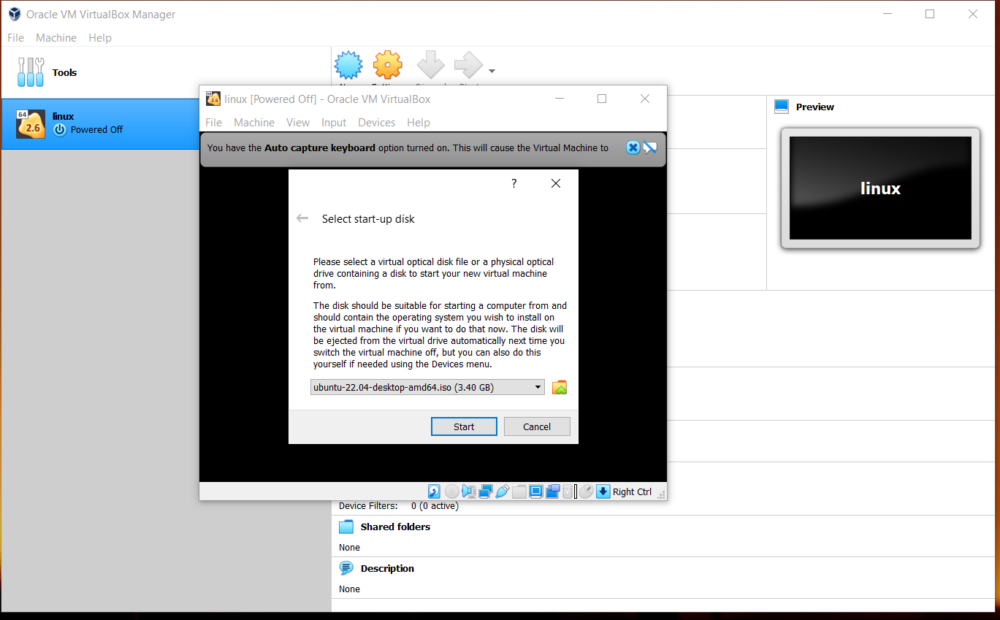 Oracle VM VirtualBox Manager
File Machine Help
Tools
64
2.6
linux
Powered Off
64
2.6
linux [Powered Off] - Oracle VM VirtualBox
File Machine View Input Devices Help
You have the Auto capture keyboard option turned on. This will cause the Virtual Machine to
?
Select start-up disk
Please select a virtual optical disk file or a physical optical
drive containing a disk to start your new virtual machine
from.
The disk should be suitable for starting a computer from and
should contain the operating system you wish to install on
the virtual machine if you want to do that now. The disk will
be ejected from the virtual drive automatically next time you
switch the virtual machine off, but you can also do this
yourself if needed using the Devices menu.
ubuntu-22.04-desktop-amd64.iso (3.40 GB)
Start Cancel
Right Ctrl
Preview
linux
Device Filters: 0 (0 active)
Shared folders
None
Description
None